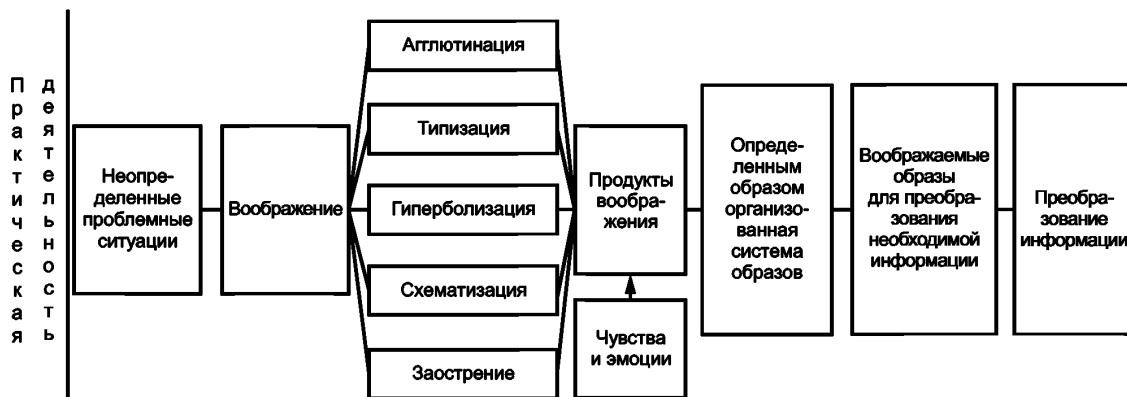 Практическая
деятельность
Неопре-
деленные
проблемные
ситуации
Воображение
Агглютинация
Типизация
Гиперболизация
Схематизация
Заострение
Продукты
вообра-
жения
Чувства
и эмоции
Определе-
ленным
образом
организо-
ванная
система
образов
Воображаемые
образы
для преобра-
зования
необходимой
информации
Преобра-
зование
информации